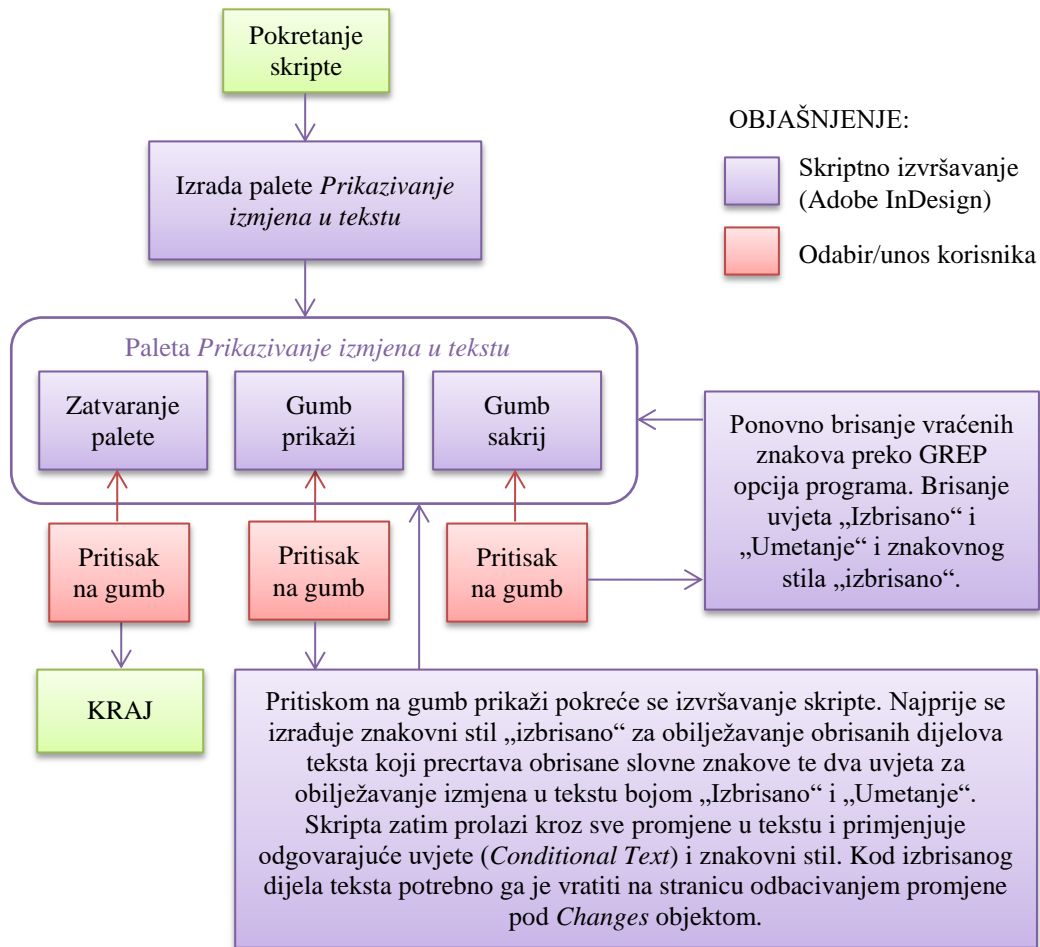 Pokretanje
skripte
OBJAŠNJENJE:
Skriptno izvršavanje
(Adobe InDesign)
Odabir/unos korisnika
Izrada palete Prikazivanje
izmjena u tekstu
Paleta Prikazivanje izmjena u tekstu
Zatvaranje
palete
Gumb
prikaži
Gumb
sakrij
Ponovno brisanje vraćenih
znakova preko GREP
opcija programa. Brisanje
uvjeta „Izbrisano“ i
„Umetanje“ i znakovnog
stila „izbrisano“.
Pritisak
na gumb
Pritisak
na gumb
Pritisak
na gumb
KRAJ
Pritiskom na gumb prikaži pokreće se izvršavanje skripte. Najprije se
izrađuje znakovni stil „izbrisano“ za obilježavanje obrisanih dijelova
teksta koji precrtava obrisane slovne znakove te dva uvjeta za
obilježavanje izmjena u tekstu bojom „Izbrisano“ i „Umetanje“.
Skripta zatim prolazi kroz sve promjene u tekstu i primjenjuje
odgovarajuće uvjete (Conditional Text) i znakovni stil. Kod izbrisanog
dijela teksta potrebno ga je vratiti na stranicu odbacivanjem promjene
pod Changes objektom.